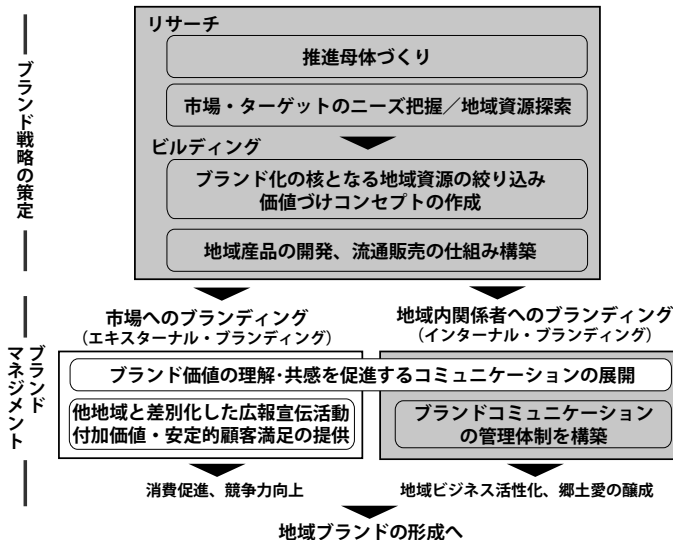 ブランド戦略の策定
リサーチ
推進母体づくり
市場・ターゲットのニーズ把握／地域資源探索
ビルディング
ブランド化の核となる地域資源の絞り込み
価値づけコンセプトの作成
地域産品の開発、流通販売の仕組み構築
ブランド
マネジメント
市場へのブランディング
（エキスターナル・ブランディング）
地域内関係者へのブランディング
（インターナル・ブランディング）
ブランド価値の理解・共感を促進するコミュニケーションの展開
他地域と差別化した広報宣伝活動
付加価値・安定的顧客満足の提供
ブランドコミュニケーション
の管理体制を構築
消費促進、競争力向上
地域ビジネス活性化、郷土愛の醸成
地域ブランドの形成へ